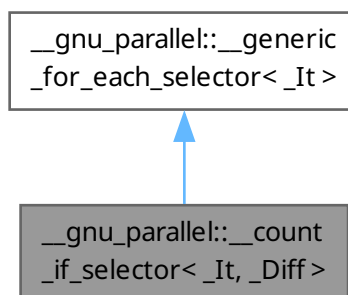 __gnu_parallel::__generic
_for_each_selector< _It >
__gnu_parallel::__count
_if_selector< _It, _Diff >